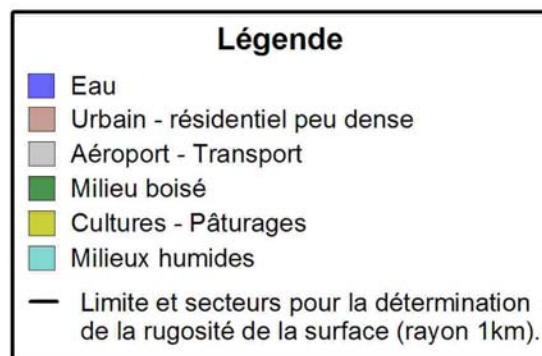 Légende
Eau
Urbain - résidentiel peu dense
Aéroport - Transport
Milieu boisé
Cultures - Pâturages
Milieux humides
Limite et secteurs pour la détermination
de la rugosité de la surface (rayon 1km).